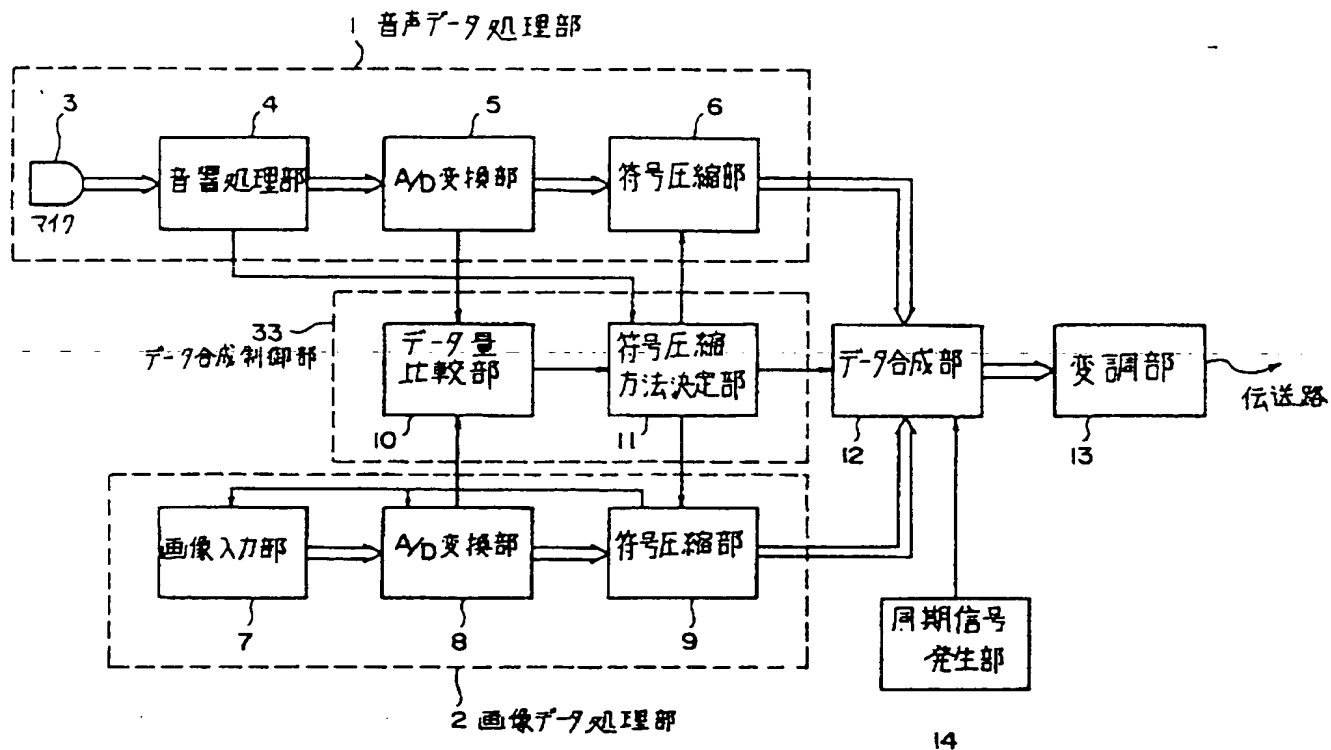 1 音声データ処理部
3
4
5
6
マイク
音響処理部
A/D変換部
符号圧縮部
33
データ合成制御部
データ量
比較部
10
符号圧縮
方法決定部
11
データ合成部
12
変調部
13
伝送路
画像入力部
7
A/D変換部
8
符号圧縮部
9
同期信号
発生部
14
2 画像データ処理部